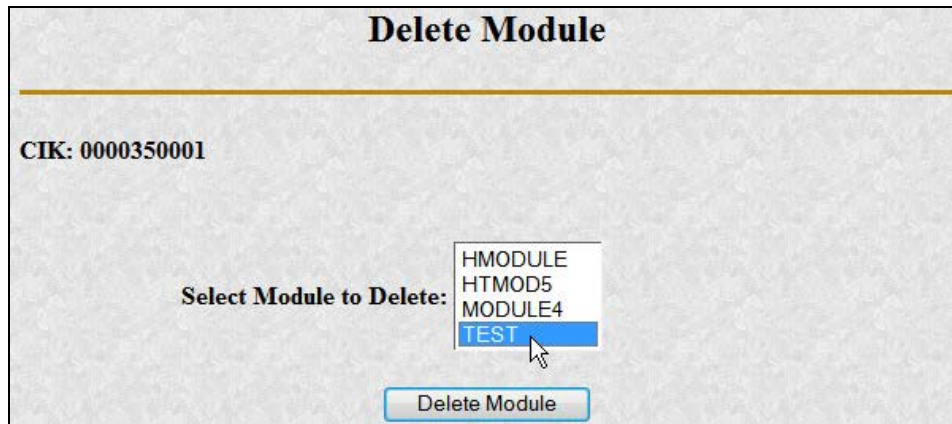 Delete Module
CIK: 0000350001
HMODULE
HTMOD5
Select Module to Delete:
MODULE4
TEST
Delete Module